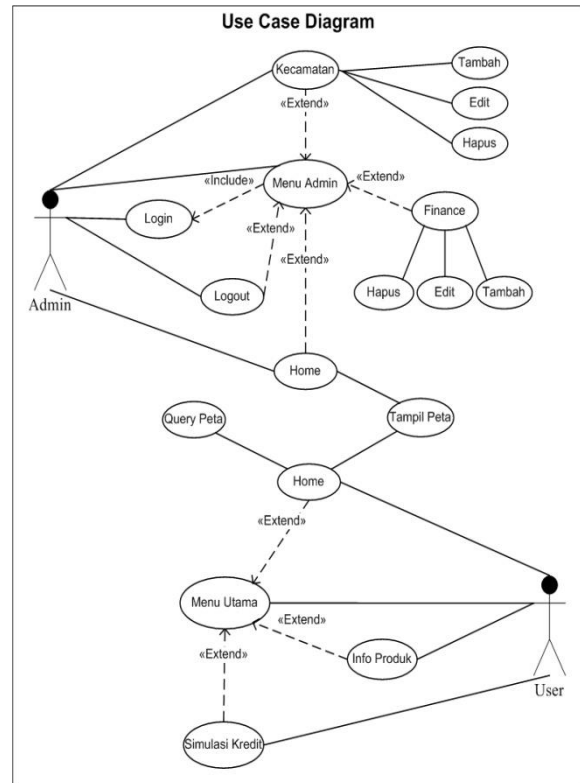 Use Case Diagram
Kecamatan
Tambah
Edit
Hapus
«Extend»
«Include»
Menu Admin
«Extend»
Login
«Extend»
Finance
«Extend»
Logout
Hapus
Edit
Tambah
Admin
Home
Query Peta
Tampil Peta
Home
«Extend»
Menu Utama
«Extend»
Info Produk
«Extend»
User
Simulasi Kredit